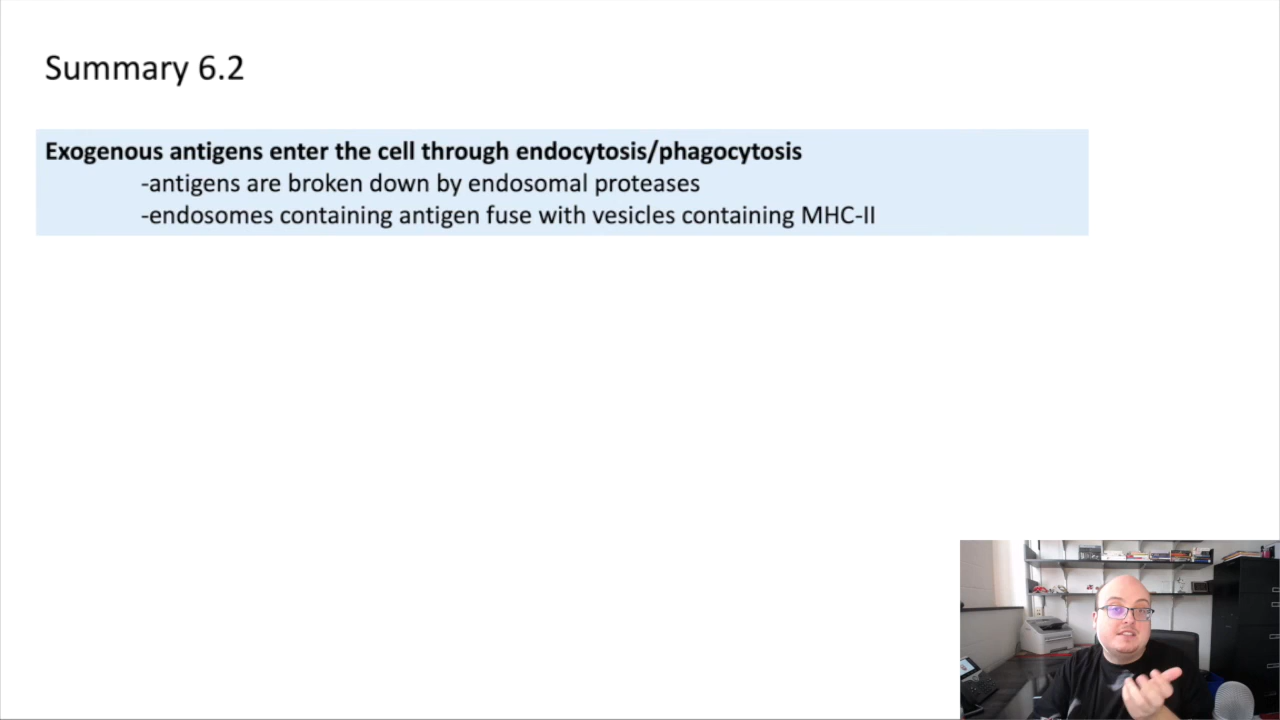 Summary 6.2
Exogenous antigens enter the cell through endocytosis/phagocytosis
-antigens are broken down by endosomal proteases
-endosomes containing antigen fuse with vesicles containing MHC-II